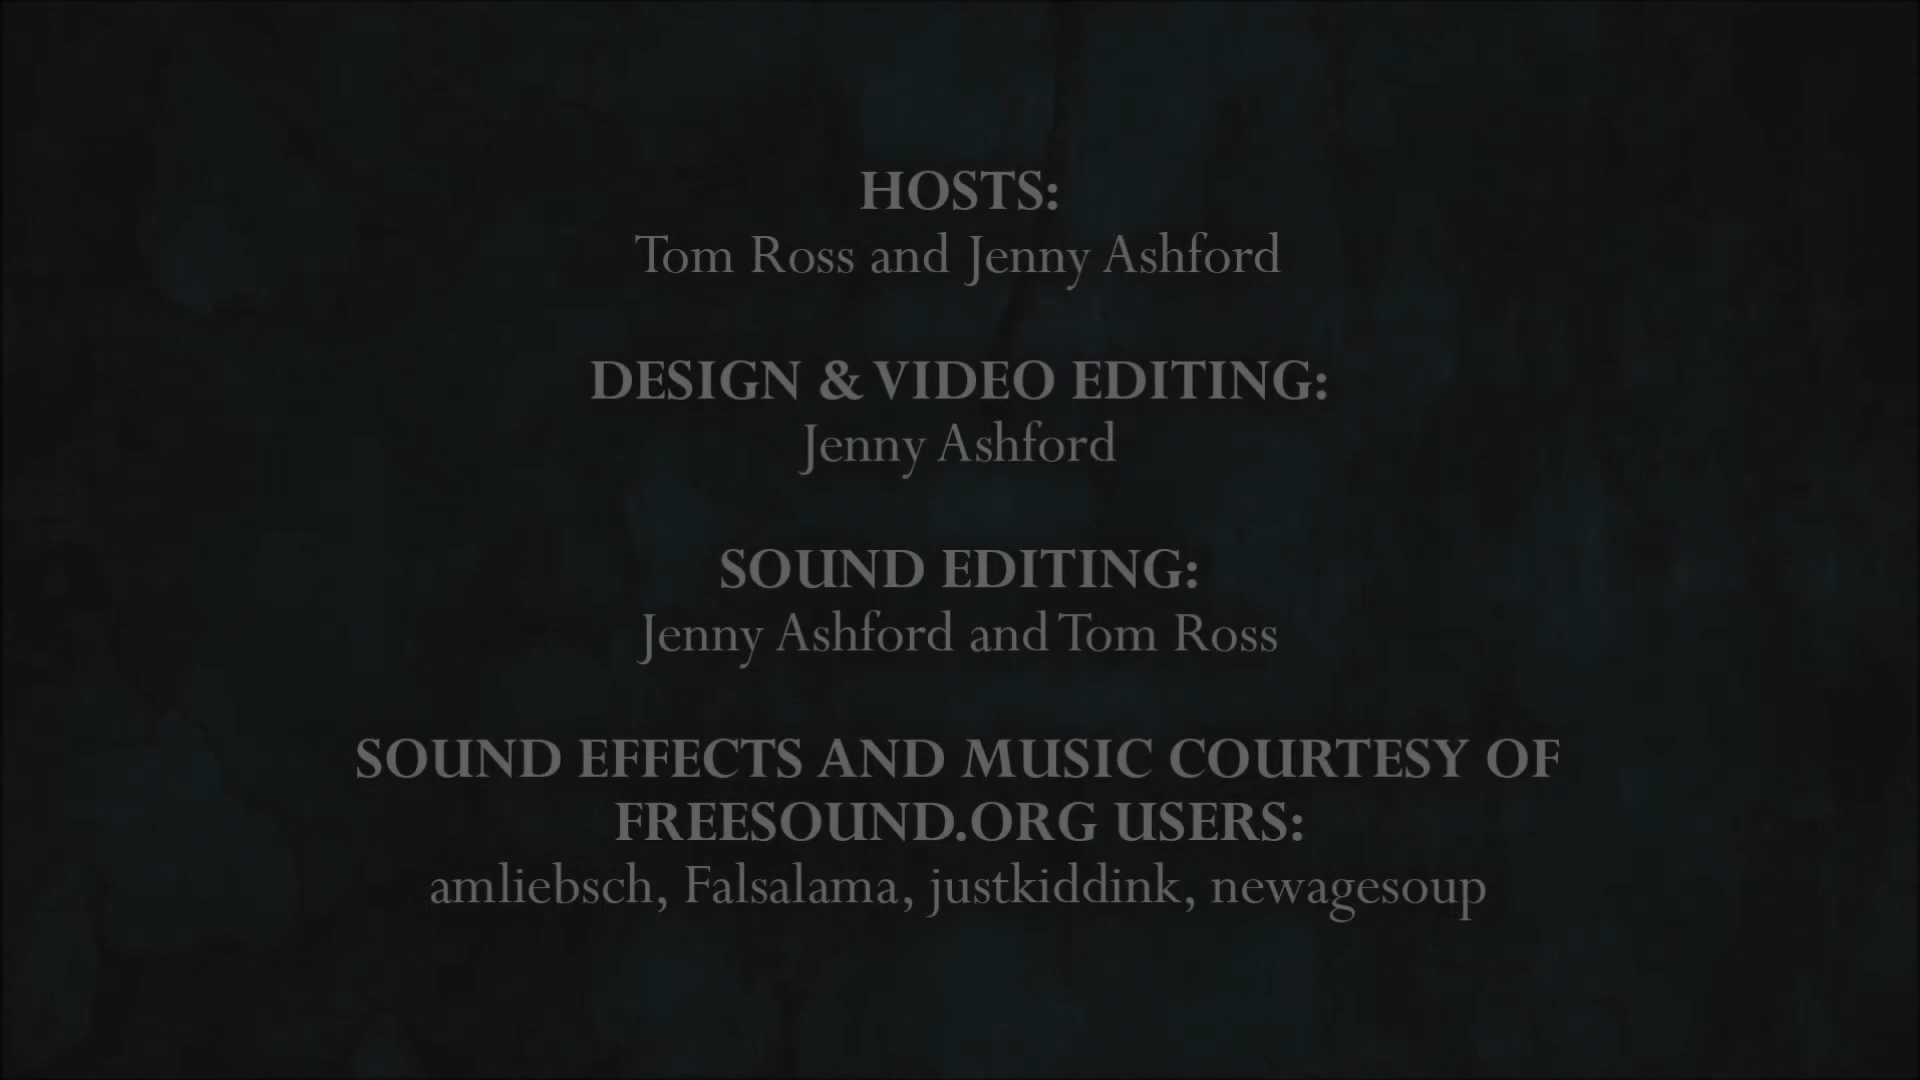 HOSTS:
Tom Ross and Jenny Ashford
DESIGN & VIDEO EDITING:
Jenny Ashford
SOUND EDITING:
Jenny Ashford and Tom Ross
SOUND EFFECTS AND MUSIC COURTESY OF
FREESOUND.ORG USERS:
amliebsch, Falsalama, justkiddink, newagesoup